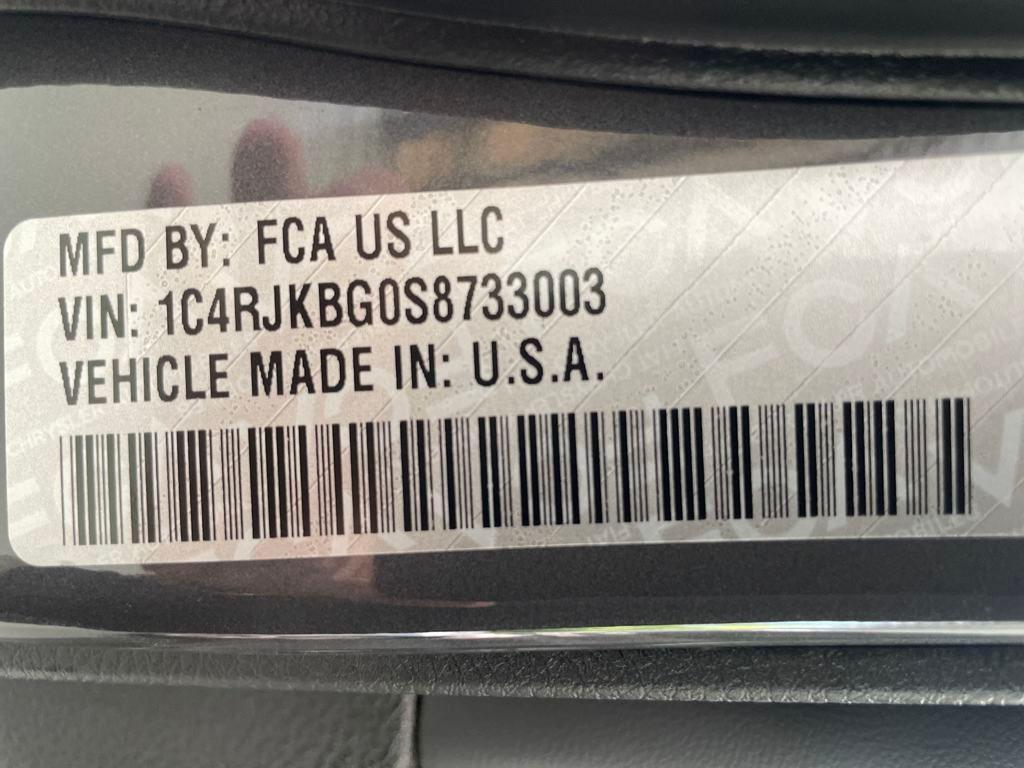 MFD BY: FCA US LLC
VIN: 1C4RJKBG0S8733003
VEHICLE MADE IN: U.S.A.